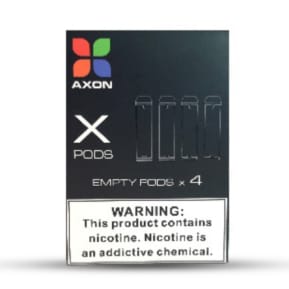 AXON
X
PODS
EMPTY PODS x 4
WARNING:
This product contains
nicotine. Nicotine is
an addictive chemical.